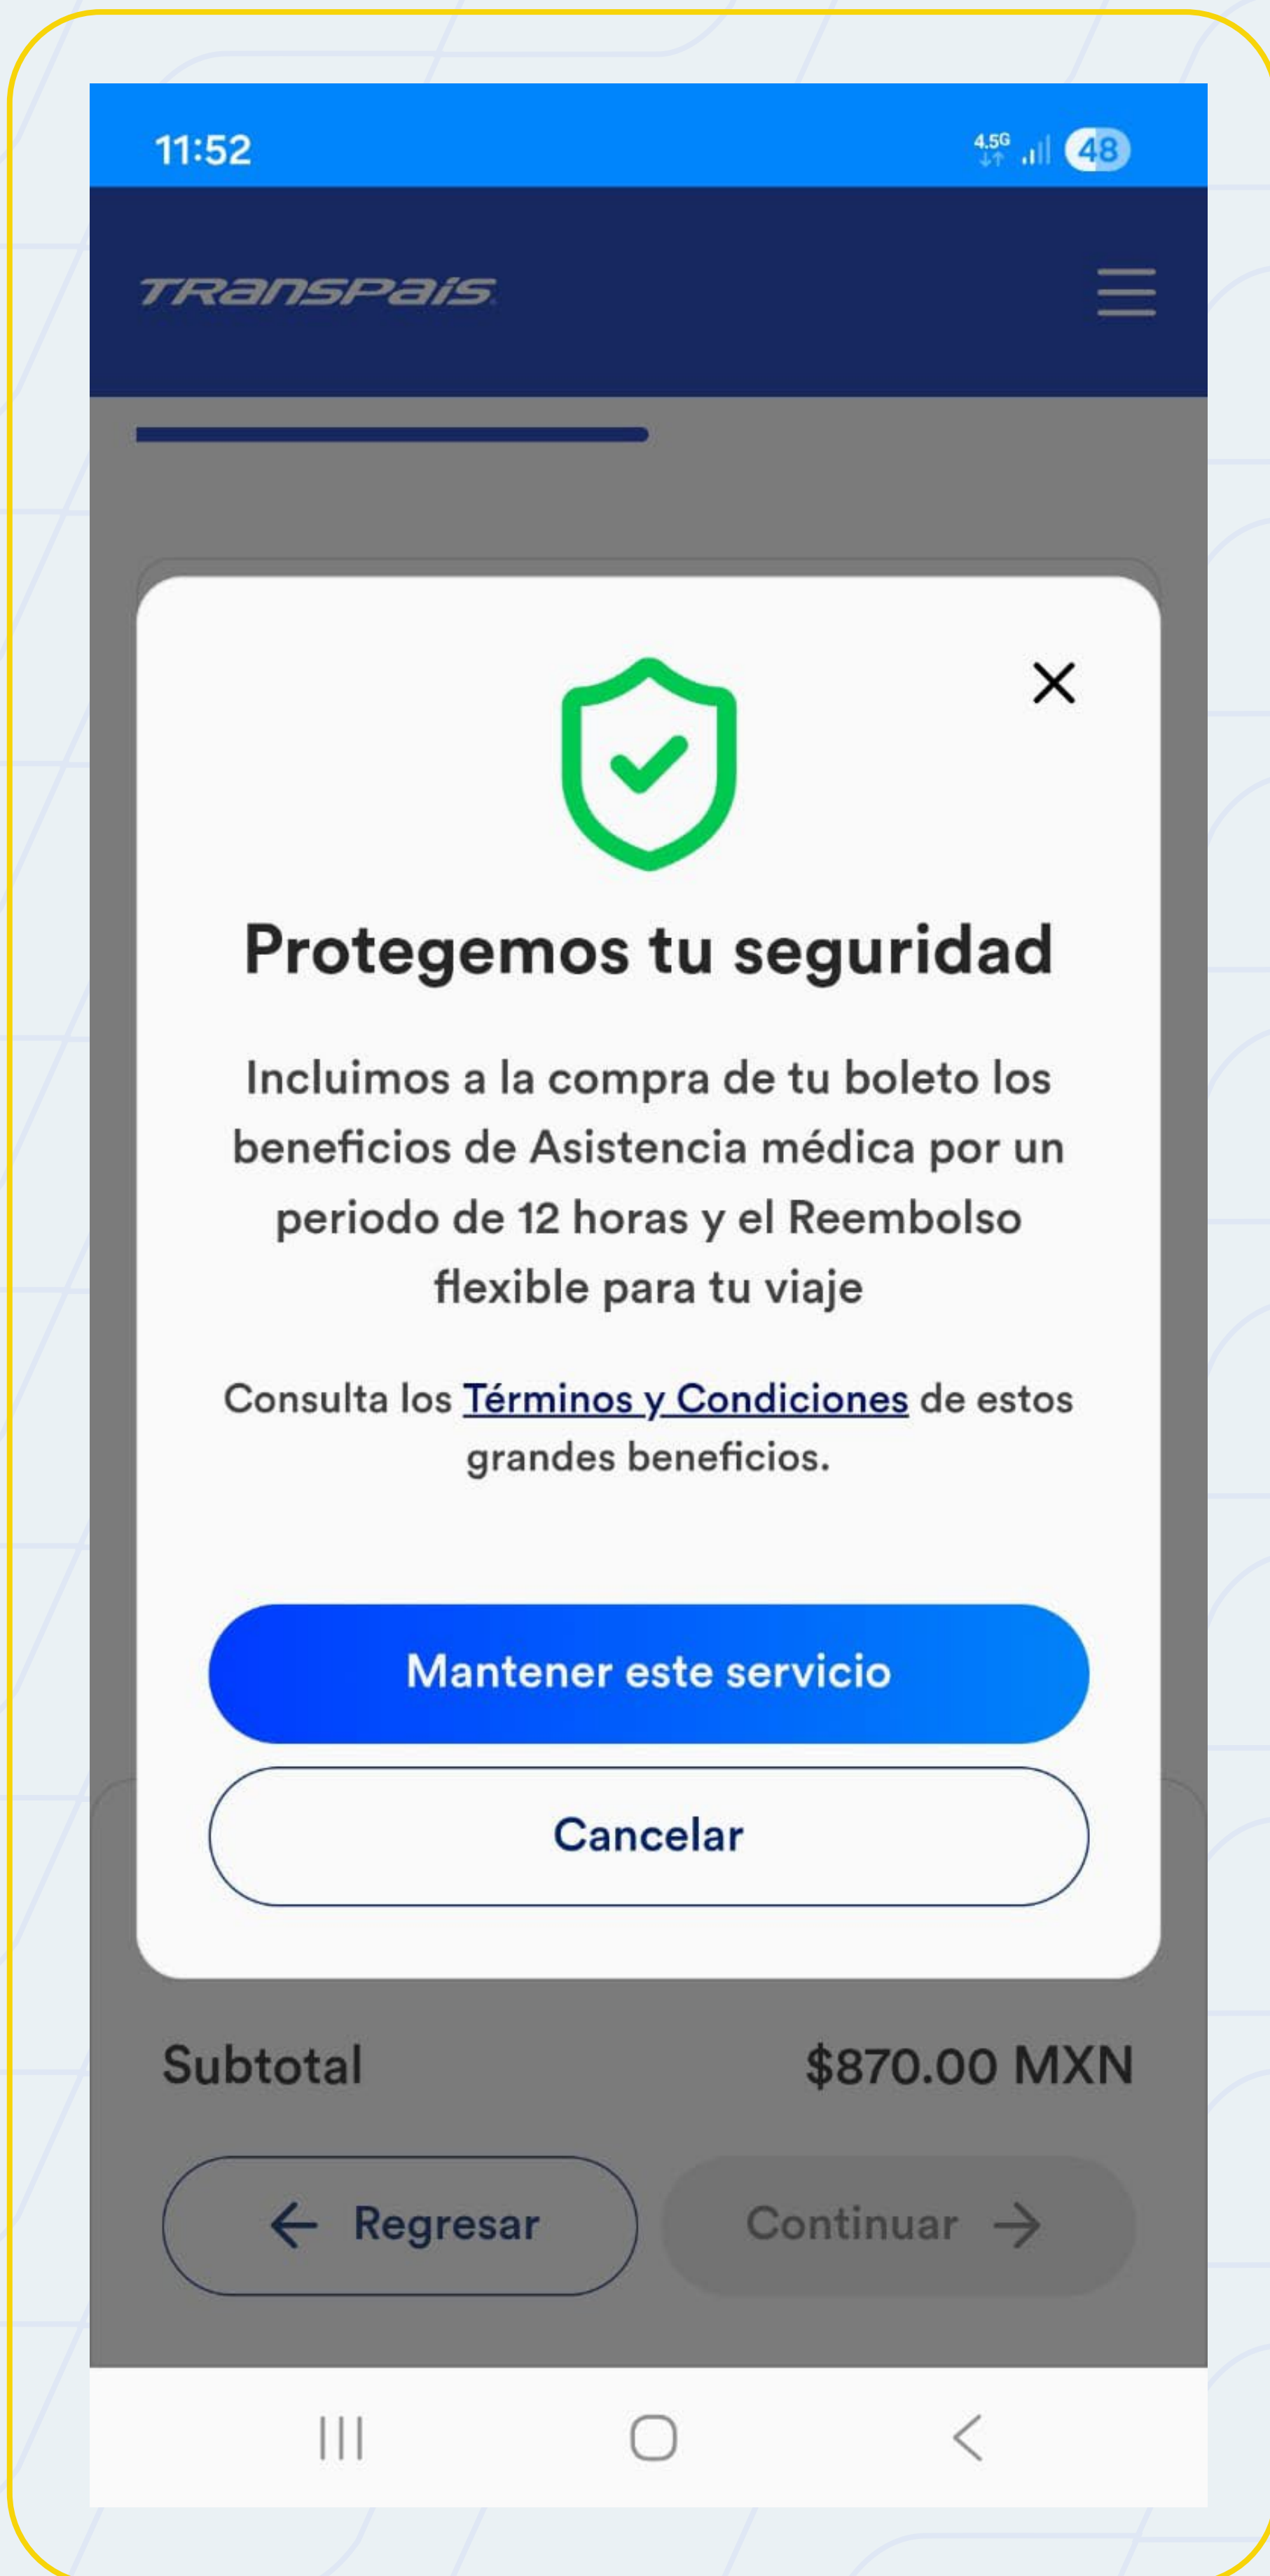 11:52
4.5G
48
TRANSPAÍS
Protegemos tu seguridad
Incluimos a la compra de tu boleto los
beneficios de Asistencia médica por un
periodo de 12 horas y el Reembolso
flexible para tu viaje
Consulta los Términos y Condiciones de estos
grandes beneficios.
Mantener este servicio
Cancelar
Subtotal
$870.00 MXN
Regresar
Continuar